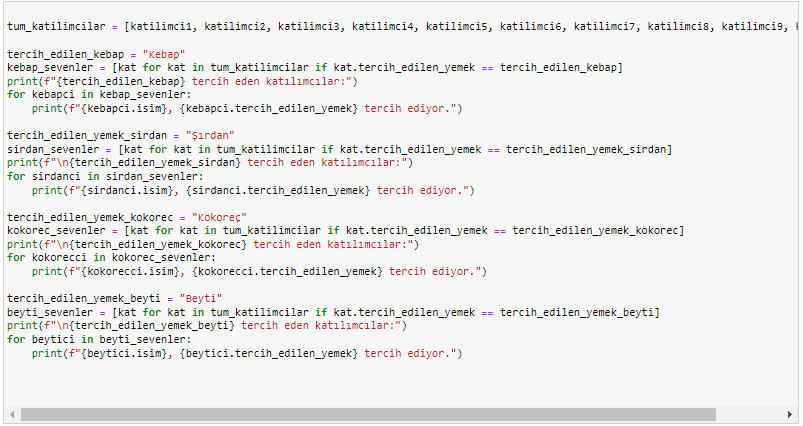 tum_katilimcilar = [katilimci1, katilimci2, katilimci3, katilimci4, katilimci5, katilimci6, katilimci7, katilimci8, katilimci9,
tercih_edilen_kebap = "Kebap"
kebap_sevenler = [kat for kat in tum_katilimcilar if kat.tercih_edilen_yemek == tercih_edilen_kebap]
print(f"{tercih_edilen_kebap} tercih eden katılımcılar:")
for kebapci in kebap_sevenler:
    print(f"{kebapci.isim}, {kebapci.tercih_edilen_yemek} tercih ediyor.")
tercih_edilen_yemek_sirdan = "Şırdan"
sirdan_sevenler = [kat for kat in tum_katilimcilar if kat.tercih_edilen_yemek == tercih_edilen_yemek_sirdan]
print(f"\n{tercih_edilen_yemek_sirdan} tercih eden katılımcılar:")
for sirdanci in sirdan_sevenler:
    print(f"{sirdanci.isim}, {sirdanci.tercih_edilen_yemek} tercih ediyor.")
tercih_edilen_yemek_kokorec = "Kokoreç"
kokorec_sevenler = [kat for kat in tum_katilimcilar if kat.tercih_edilen_yemek == tercih_edilen_yemek_kokorec]
print(f"\n{tercih_edilen_yemek_kokorec} tercih eden katılımcılar:")
for kokorecci in kokorec_sevenler:
    print(f"{kokorecci.isim}, {kokorecci.tercih_edilen_yemek} tercih ediyor.")
tercih_edilen_yemek_beyti = "Beyti"
beyti_sevenler = [kat for kat in tum_katilimcilar if kat.tercih_edilen_yemek == tercih_edilen_yemek_beyti]
print(f"\n{tercih_edilen_yemek_beyti} tercih eden katılımcılar:")
for beytici in beyti_sevenler:
    print(f"{beytici.isim}, {beytici.tercih_edilen_yemek} tercih ediyor.")